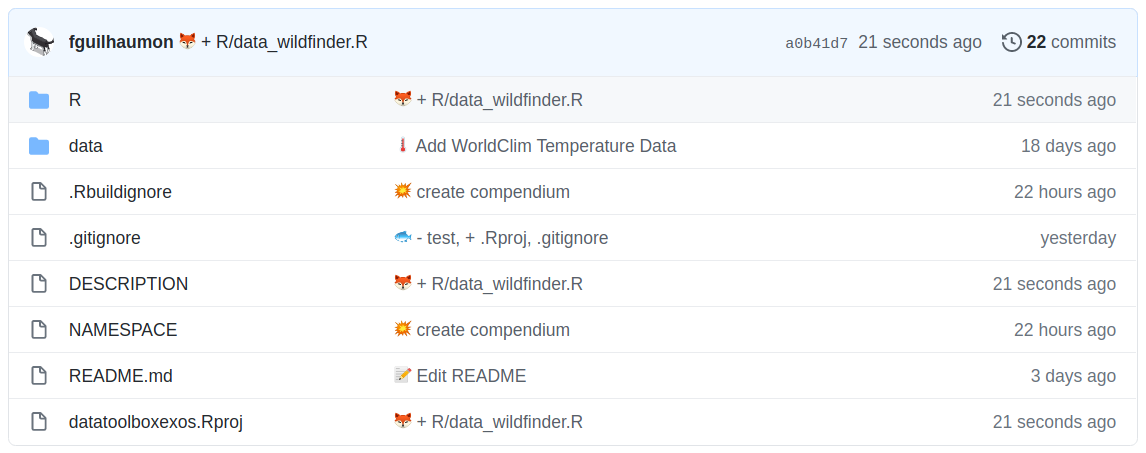 fguilhaumon 🦊 + R/data_wildfinder.R a0b41d7 21 seconds ago 22 commits
R 🦊 + R/data_wildfinder.R 21 seconds ago
data 🌡 Add WorldClim Temperature Data 18 days ago
.Rbuildignore 💥 create compendium 22 hours ago
.gitignore 🐟 - test, + .Rproj, .gitignore yesterday
DESCRIPTION 🦊 + R/data_wildfinder.R 21 seconds ago
NAMESPACE 💥 create compendium 22 hours ago
README.md 📝 Edit README 3 days ago
datatoolboxexos.Rproj 🦊 + R/data_wildfinder.R 21 seconds ago